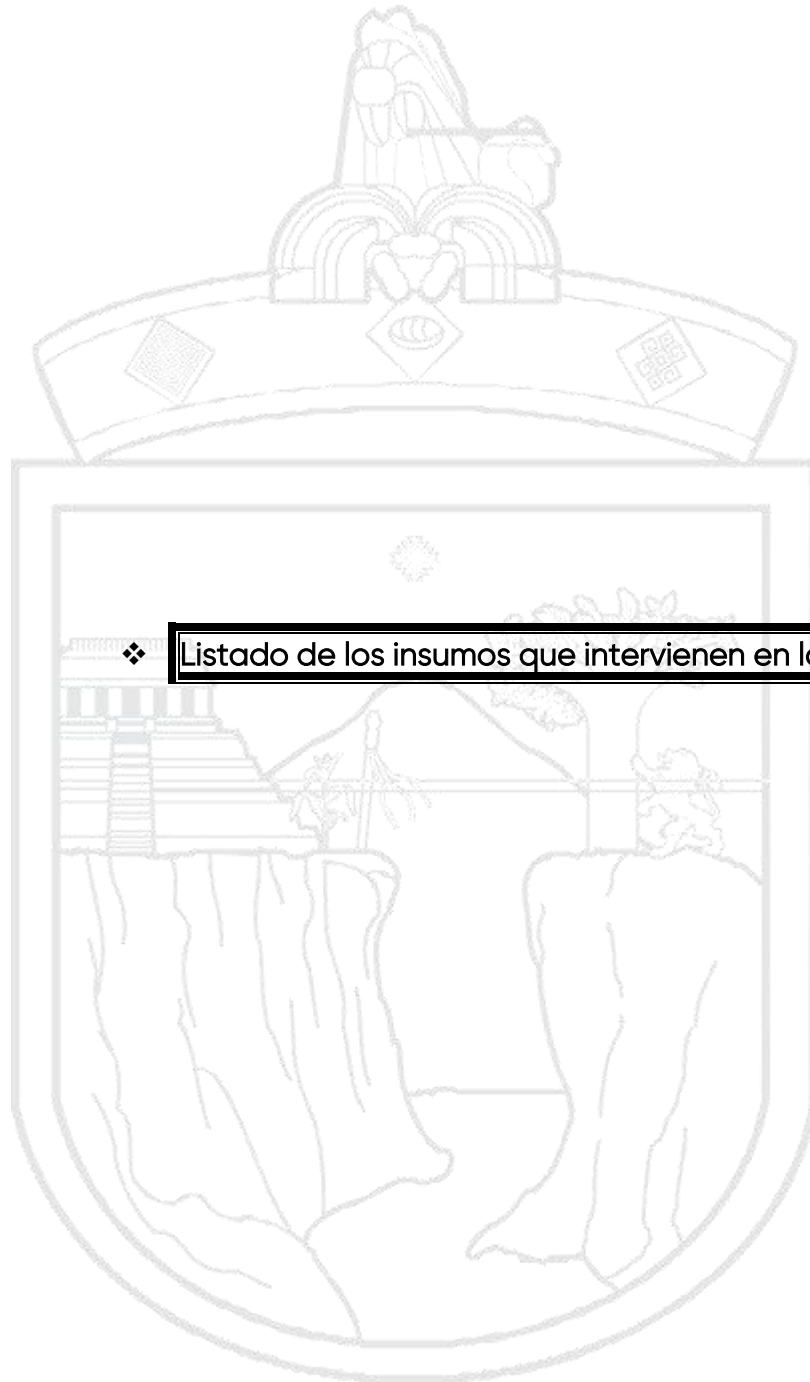 ❖ Listado de los insumos que intervienen en